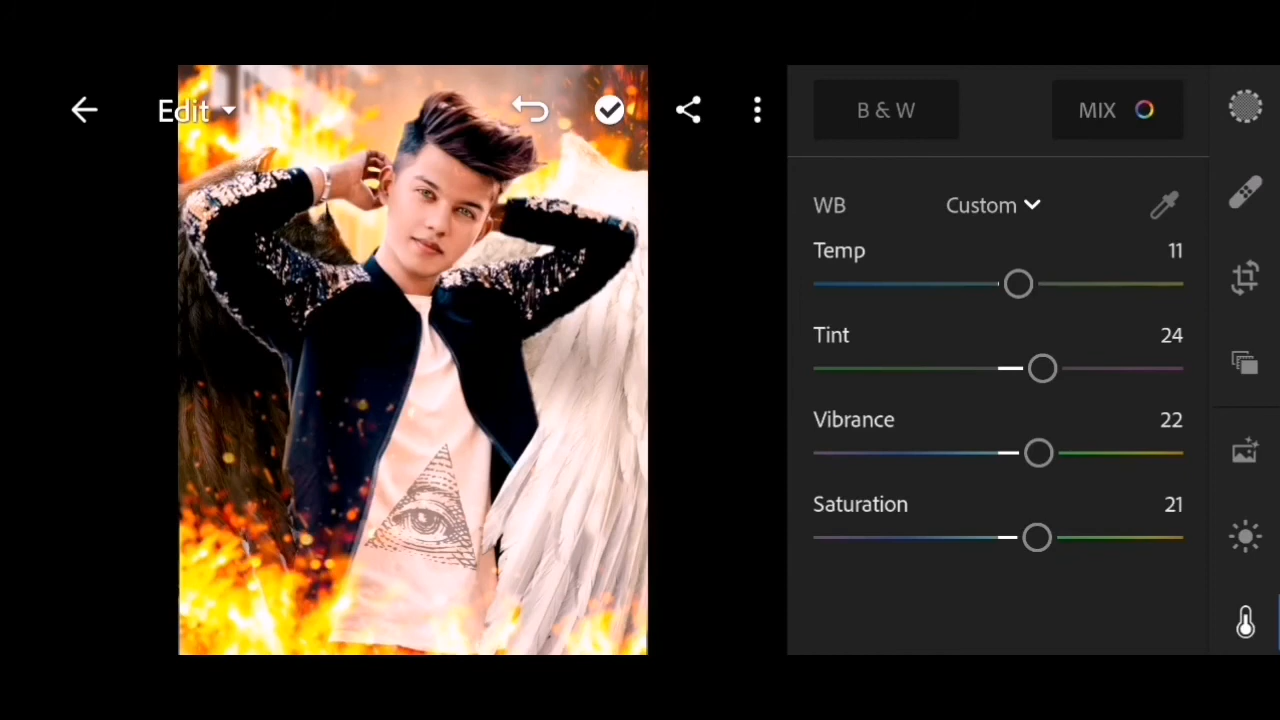 Edit
B & W
MIX
WB
Custom
Temp
11
Tint
24
Vibrance
22
Saturation
21